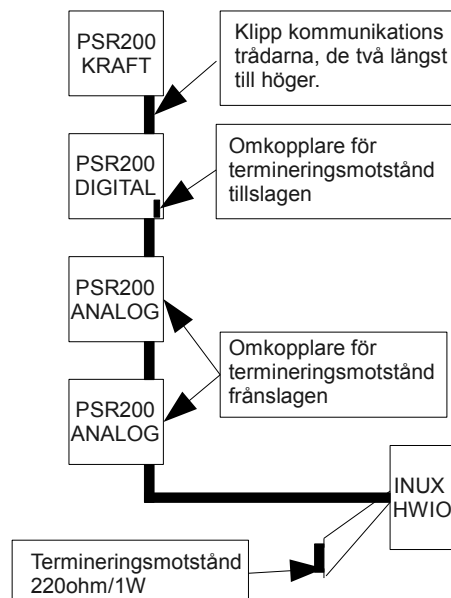 PSR200
KRAFT
Klipp kommunikations
trådarna, de två längst
till höger.
PSR200
DIGITAL
Omkopplare för
termineringsmotstånd
tillslagen
PSR200
ANALOG
Omkopplare för
termineringsmotstånd
frånslagen
PSR200
ANALOG
INUX
HWIO
Termineringsmotstånd
220ohm/1W